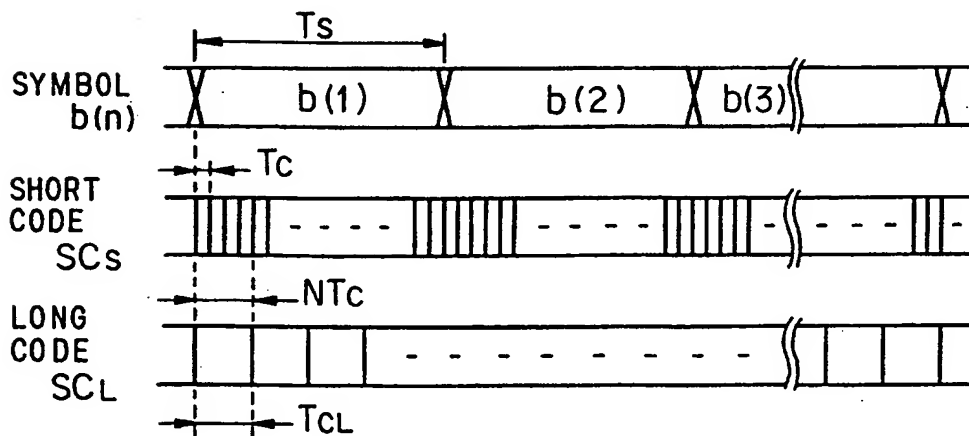 Ts
SYMBOL
b(n)
b(1)
b(2)
b(3)
Tc
SHORT
CODE
SCs
NTc
LONG
CODE
SCL
TCL